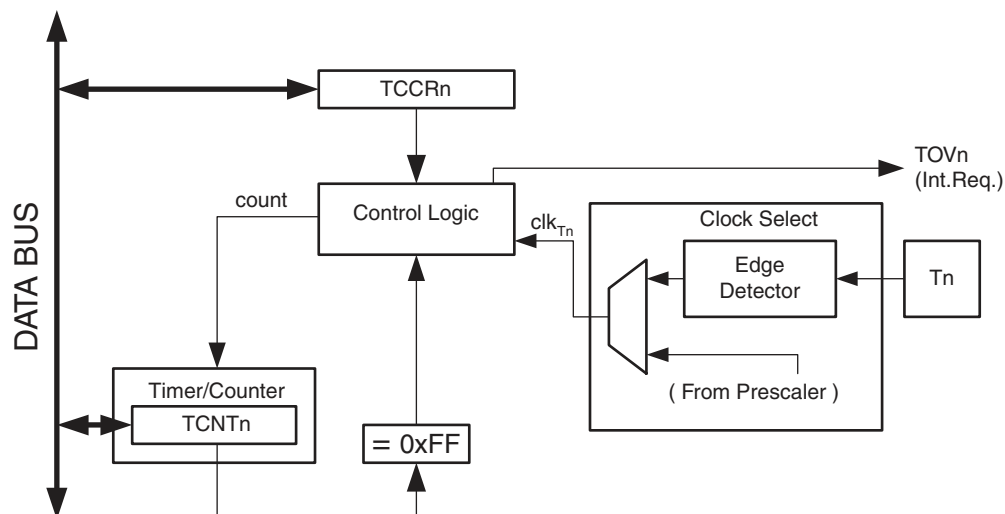 DATA BUS
TCCRn
TOVn
(Int.Req.)
count
Control Logic
clkTn
Clock Select
Edge
Detector
Tn
( From Prescaler )
Timer/Counter
TCNTn
= 0xFF